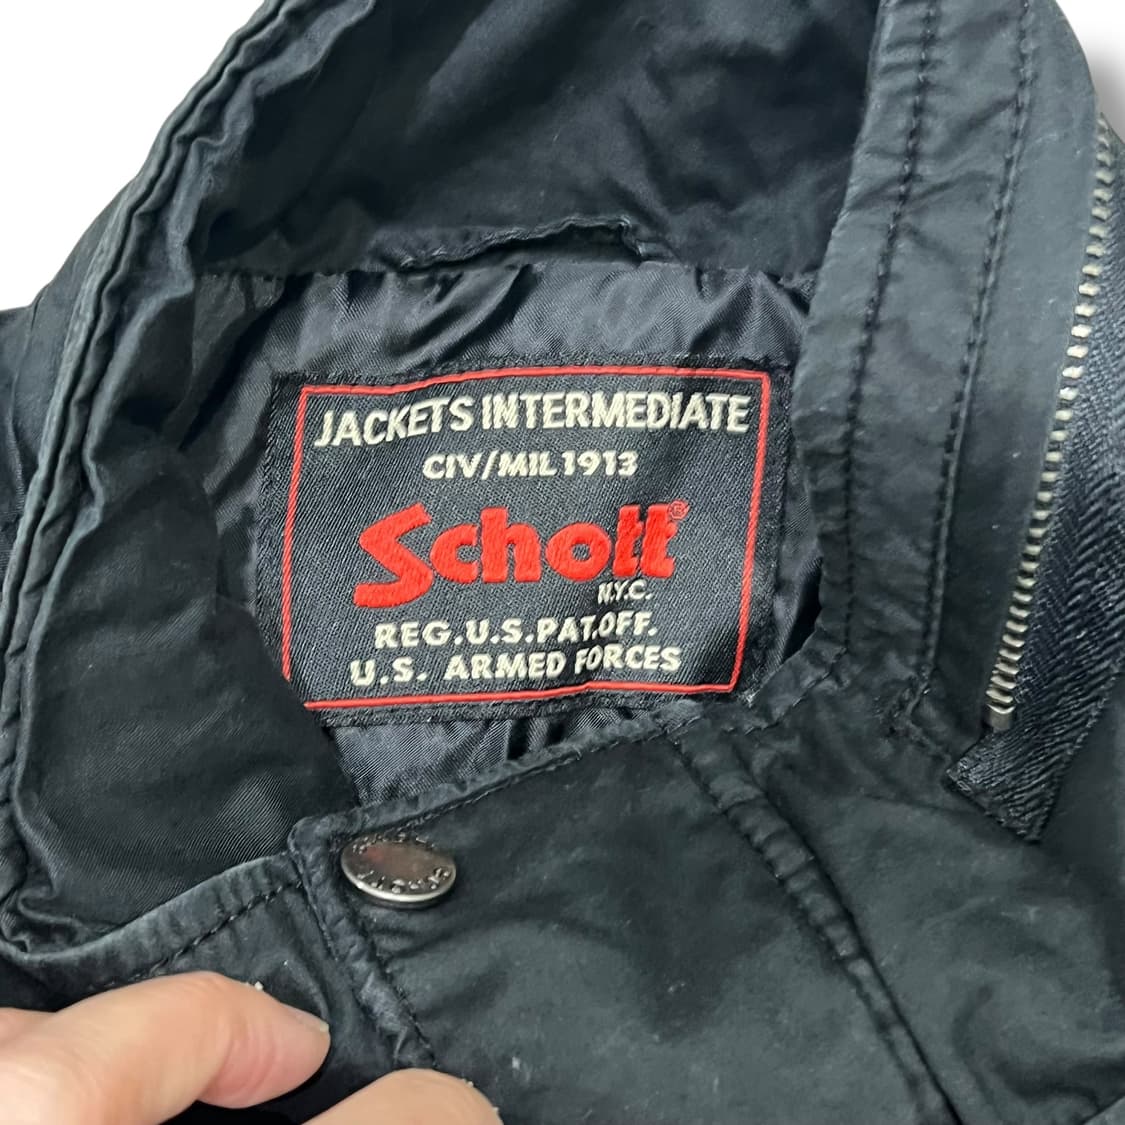 JACKETS INTERMEDIATE
CIV/MIL 1913
Schott®
N.Y.C.
REG.U.S.PAT.OFF.
U.S. ARMED FORCES